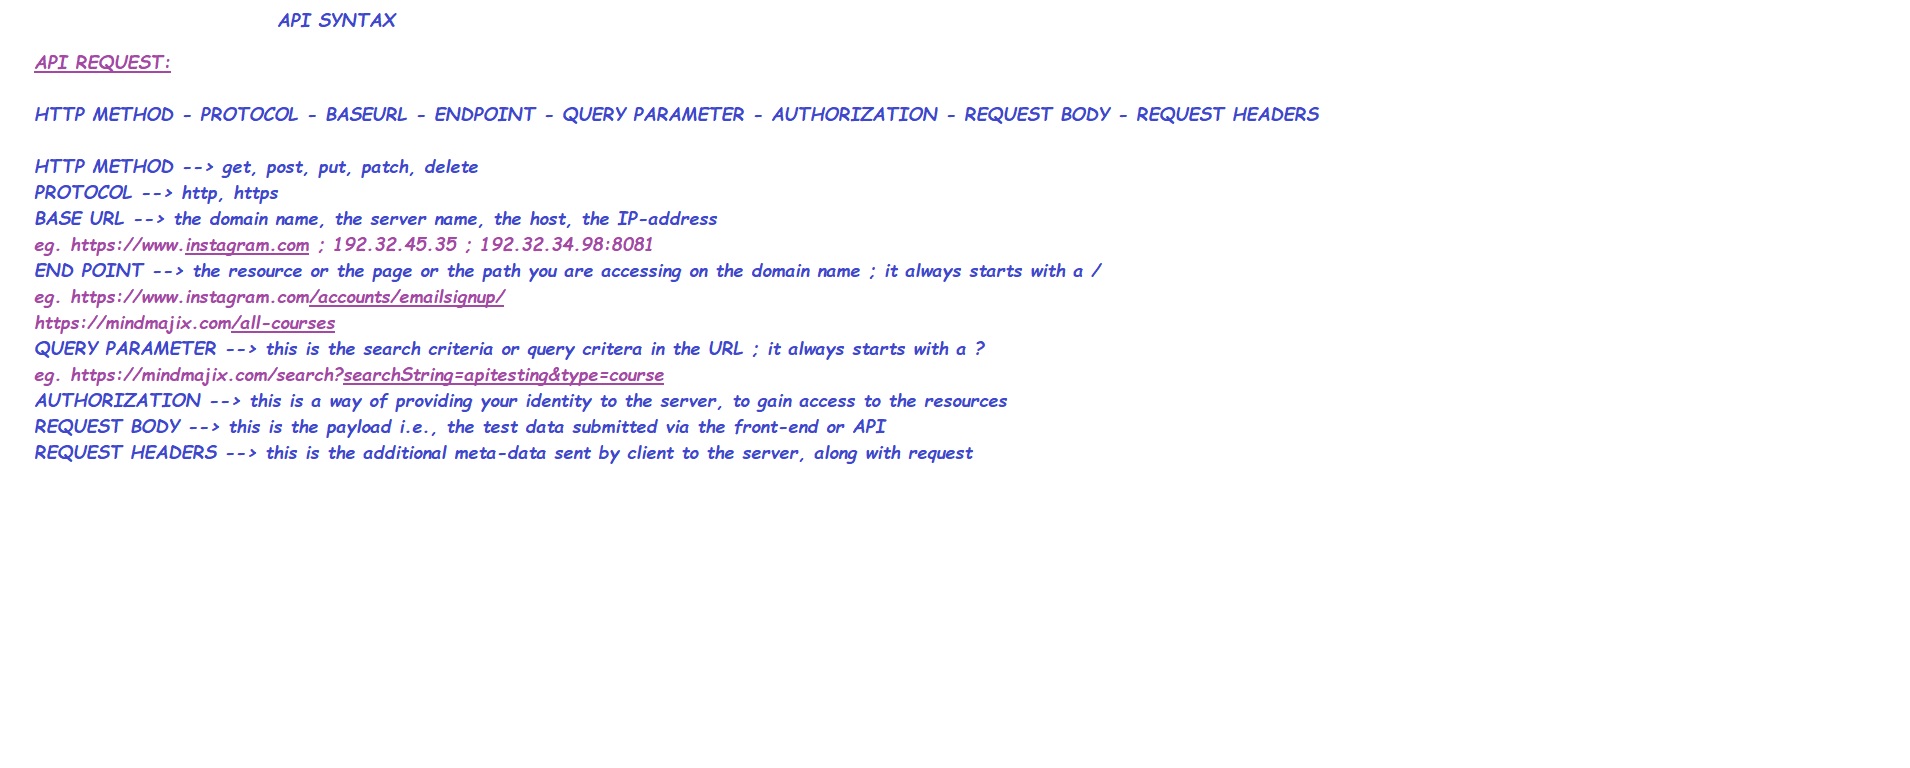 API SYNTAX
API REQUEST:
HTTP METHOD - PROTOCOL - BASEURL - ENDPOINT - QUERY PARAMETER - AUTHORIZATION - REQUEST BODY - REQUEST HEADERS
HTTP METHOD --> get, post, put, patch, delete
PROTOCOL --> http, https
BASE URL --> the domain name, the server name, the host, the IP-address
eg. https://www.instagram.com ; 192.32.45.35 ; 192.32.34.98:8081
END POINT --> the resource or the page or the path you are accessing on the domain name ; it always starts with a /
eg. https://www.instagram.com/accounts/emailsignup/
https://mindmajix.com/all-courses
QUERY PARAMETER --> this is the search criteria or query critera in the URL ; it always starts with a ?
eg. https://mindmajix.com/search?searchString=apitesting&type=course
AUTHORIZATION --> this is a way of providing your identity to the server, to gain access to the resources
REQUEST BODY --> this is the payload i.e., the test data submitted via the front-end or API
REQUEST HEADERS --> this is the additional meta-data sent by client to the server, along with request